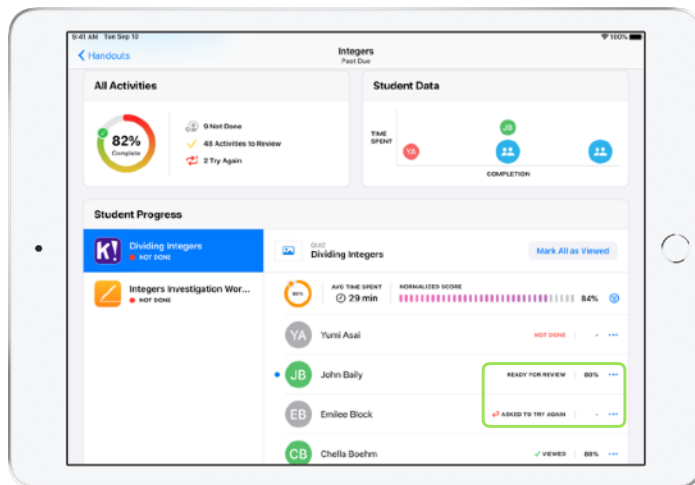 9:41 AM Tue Sep 10
100%
Handouts
Integers
Past Due
All Activities
82%
Complete
9 Not Done
43 Activities to Review
2 Try Again
Student Data
TIME
SPENT
YA
JB
COMPLETION
Student Progress
K!
Dividing Integers
NOT DONE
Integers Investigation Wor...
NOT DONE
QUIZ
Dividing Integers
Mark All as Viewed
AVG TIME SPENT
29 min
NORMALIZED SCORE
84%
YA
Yumi Asai
NOT DONE
-
JB
John Baily
READY FOR REVIEW
80%
EB
Emilee Block
ASKED TO TRY AGAIN
-
CB
Chella Boehm
VIEWED
88%